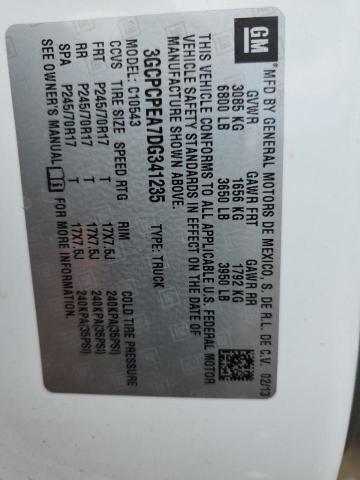 GM
MFD BY GENERAL MOTORS DE MEXICO, S. DE R.L. DE C.V. 02/13
GVWR GAWR FRT GAWR RR
3085 KG 1656 KG 1792 KG
6800 LB 3650 LB 3950 LB
THIS VEHICLE CONFORMS TO ALL APPLICABLE U.S. FEDERAL MOTOR
VEHICLE SAFETY STANDARDS IN EFFECT ON THE DATE OF
MANUFACTURE SHOWN ABOVE.
3GCPCPEA7DG341235 TYPE: TRUCK
MODEL: C10543
CCVS TIRE SIZE SPEED RTG RIM COLD TIRE PRESSURE
FRT P245/70R17 T 17X7.5J 240KPA(35PSI)
RR P245/70R17 T 17X7.5J 240KPA(35PSI)
SPA P245/70R17 T 17X7.5J 240KPA(35PSI)
SEE OWNER'S MANUAL i FOR MORE INFORMATION.